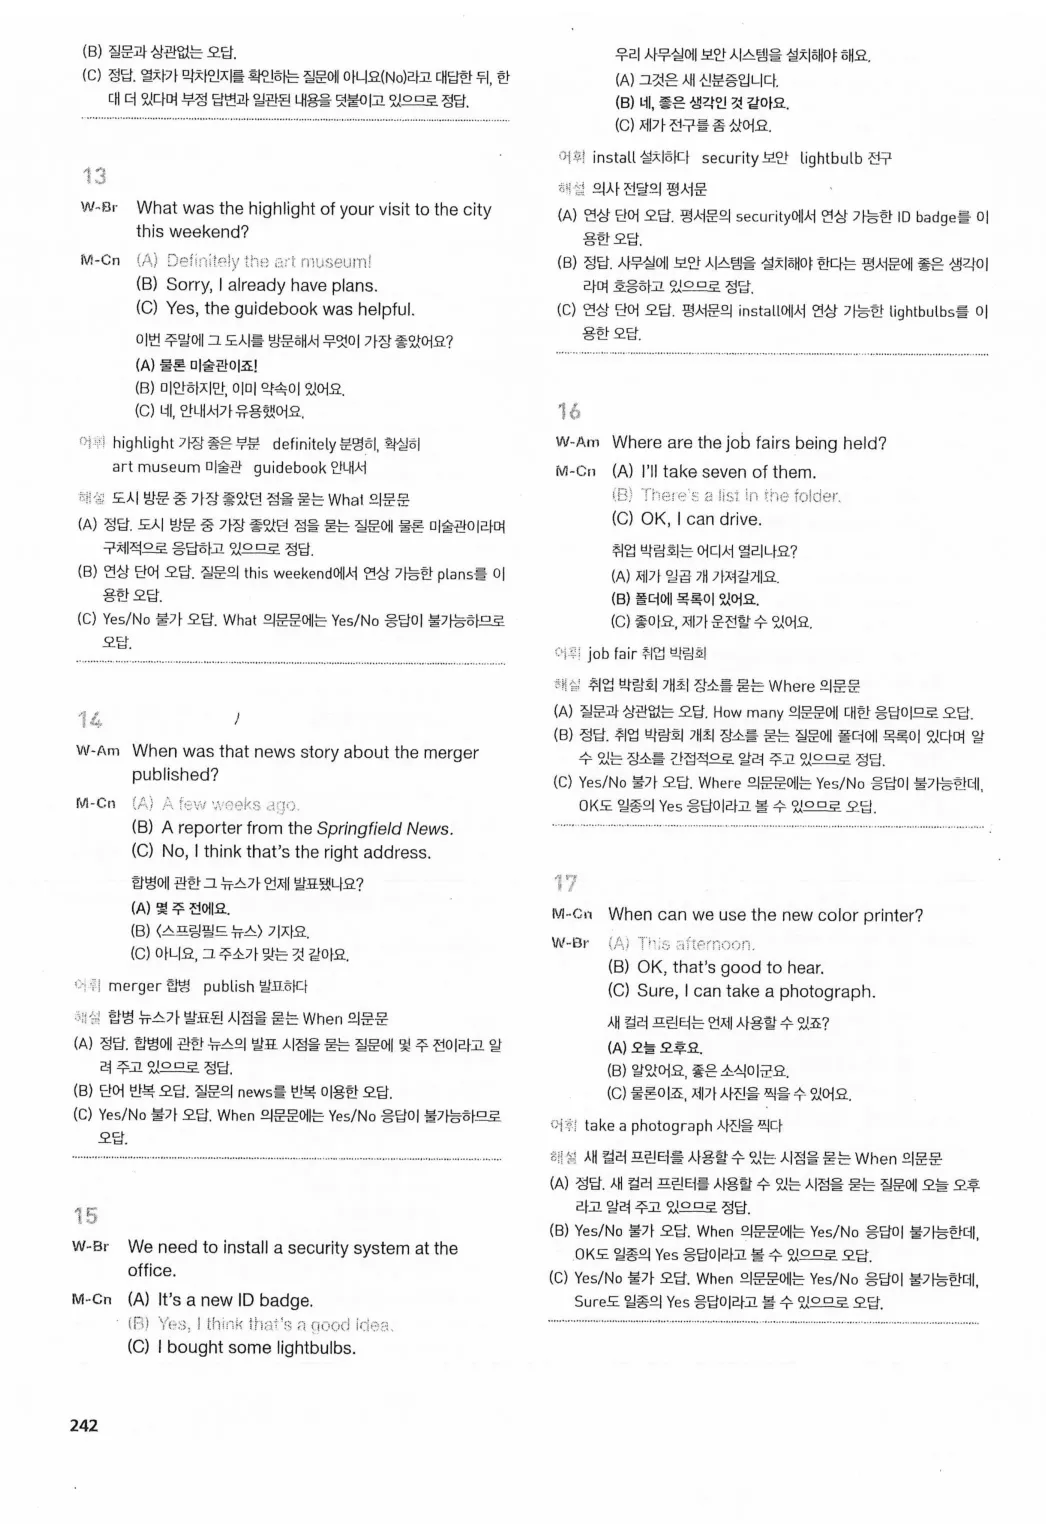 (B) 질문과 상관없는 오답.
(C) 정답. 열차가 막차인지를 확인하는 질문에 아니요(No)라고 대답한 뒤, 한
대 더 있다며 부정 답변과 일관된 내용을 덧붙이고 있으므로 정답.
13
W-Br What was the highlight of your visit to the city
this weekend?
M-Cn (A) Definitely the art museum!
(B) Sorry, I already have plans.
(C) Yes, the guidebook was helpful.
이번 주말에 그 도시를 방문해서 무엇이 가장 좋았어요?
(A) 물론 미술관이죠!
(B) 미안하지만, 이미 약속이 있어요.
(C) 네, 안내서가 유용했어요.
어휘 highlight 가장 좋은 부분 definitely 분명히, 확실히
art museum 미술관 guidebook 안내서
해설 도시 방문 중 가장 좋았던 점을 묻는 What 의문문
(A) 정답. 도시 방문 중 가장 좋았던 점을 묻는 질문에 물론 미술관이라며
구체적으로 응답하고 있으므로 정답.
(B) 연상 단어 오답. 질문의 this weekend에서 연상 가능한 plans를 이
용한 오답.
(C) Yes/No 불가 오답. What 의문문에는 Yes/No 응답이 불가능하므로
오답.
14
W-Am When was that news story about the merger
published?
M-Cn (A) A few weeks ago.
(B) A reporter from the Springfield News.
(C) No, I think that's the right address.
합병에 관한 그 뉴스가 언제 발표됐나요?
(A) 몇 주 전에요.
(B) 〈스프링필드 뉴스〉 기자요.
(C) 아니요, 그 주소가 맞는 것 같아요.
어휘 merger 합병 publish 발표하다
해설 합병 뉴스가 발표된 시점을 묻는 When 의문문
(A) 정답. 합병에 관한 뉴스의 발표 시점을 묻는 질문에 몇 주 전이라고 알
려 주고 있으므로 정답.
(B) 단어 반복 오답. 질문의 news를 반복 이용한 오답.
(C) Yes/No 불가 오답. When 의문문에는 Yes/No 응답이 불가능하므로
오답.
15
W-Br We need to install a security system at the
office.
M-Cn (A) It's a new ID badge.
(B) Yes, I think that's a good idea.
(C) I bought some lightbulbs.
242
우리 사무실에 보안 시스템을 설치해야 해요.
(A) 그것은 새 신분증입니다.
(B) 네, 좋은 생각인 것 같아요.
(C) 제가 전구를 좀 샀어요.
어휘 install 설치하다 security 보안 lightbulb 전구
해설 의사 전달의 평서문
(A) 연상 단어 오답. 평서문의 security에서 연상 가능한 ID badge를 이
용한 오답.
(B) 정답. 사무실에 보안 시스템을 설치해야 한다는 평서문에 좋은 생각이
라며 호응하고 있으므로 정답.
(C) 연상 단어 오답. 평서문의 install에서 연상 가능한 lightbulbs를 이
용한 오답.
16
W-Am Where are the job fairs being held?
M-Cn (A) I'll take seven of them.
(B) There's a list in the folder.
(C) OK, I can drive.
취업 박람회는 어디서 열리나요?
(A) 제가 일곱 개 가져갈게요.
(B) 폴더에 목록이 있어요.
(C) 좋아요, 제가 운전할 수 있어요.
어휘 job fair 취업 박람회
해설 취업 박람회 개최 장소를 묻는 Where 의문문
(A) 질문과 상관없는 오답. How many 의문문에 대한 응답이므로 오답.
(B) 정답. 취업 박람회 개최 장소를 묻는 질문에 폴더에 목록이 있다며 알
수 있는 장소를 간접적으로 알려 주고 있으므로 정답.
(C) Yes/No 불가 오답. Where 의문문에는 Yes/No 응답이 불가능한데,
OK도 일종의 Yes 응답이라고 볼 수 있으므로 오답.
17
M-Cn When can we use the new color printer?
W-Br (A) This afternoon.
(B) OK, that's good to hear.
(C) Sure, I can take a photograph.
새 컬러 프린터는 언제 사용할 수 있죠?
(A) 오늘 오후요.
(B) 알았어요, 좋은 소식이군요.
(C) 물론이죠, 제가 사진을 찍을 수 있어요.
어휘 take a photograph 사진을 찍다
해설 새 컬러 프린터를 사용할 수 있는 시점을 묻는 When 의문문
(A) 정답. 새 컬러 프린터를 사용할 수 있는 시점을 묻는 질문에 오늘 오후
라고 알려 주고 있으므로 정답.
(B) Yes/No 불가 오답. When 의문문에는 Yes/No 응답이 불가능한데,
OK도 일종의 Yes 응답이라고 볼 수 있으므로 오답.
(C) Yes/No 불가 오답. When 의문문에는 Yes/No 응답이 불가능한데,
Sure도 일종의 Yes 응답이라고 볼 수 있으므로 오답.